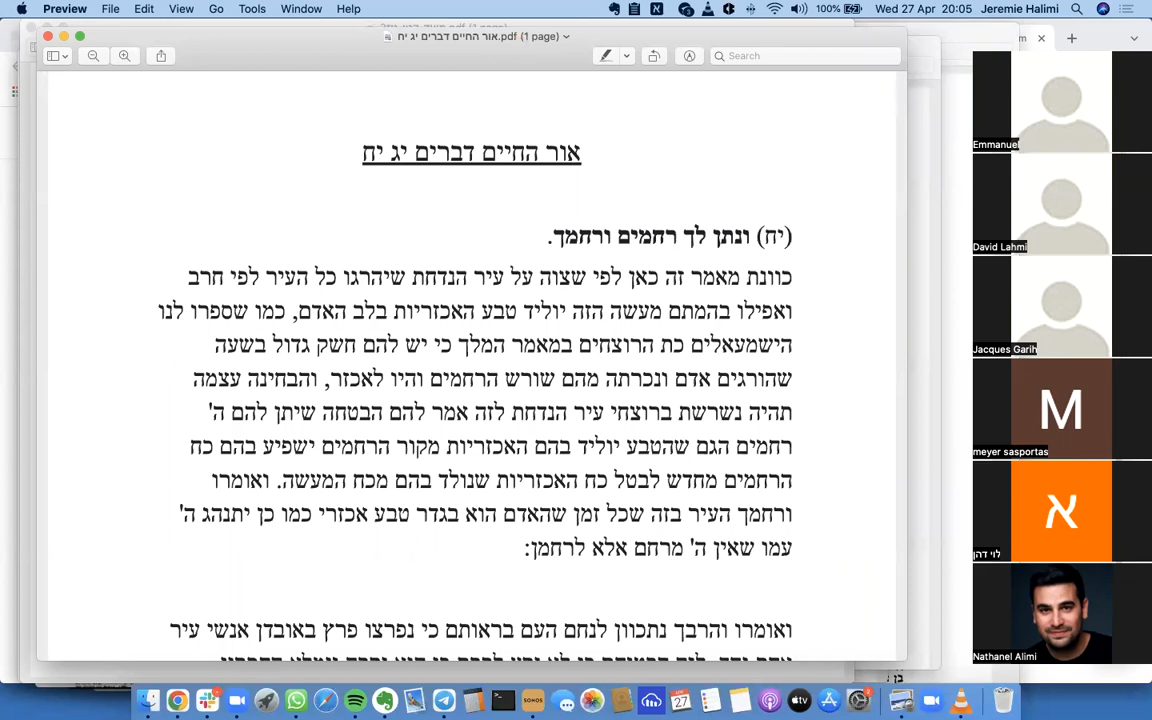 Preview File Edit View Go Tools Window Help
100% Wed 27 Apr 20:05 Jeremie Halimi
אור החיים דברים יג יח.pdf (1 page)
Search
אור החיים דברים יג יח
(יח) ונתן לך רחמים ורחמך.
כוונת מאמר זה כאן לפי שצוה על עיר הנדחת שיהרגו כל העיר לפי חרב
ואפילו בהמתם מעשה הזה יוליד טבע האכזריות בלב האדם, כמו שספרו לנו
הישמעאלים כת הרוצחים במאמר המלך כי יש להם חשק גדול בשעה
שהורגים אדם ונכרתה מהם שורש הרחמים והיו לאכזר, והבחינה עצמה
תהיה נשרשת ברוצחי עיר הנדחת לזה אמר להם הבטחה שיתן להם ה'
רחמים הגם שהטבע יוליד בהם האכזריות מקור הרחמים ישפיע בהם כח
הרחמים מחדש לבטל כח האכזריות שנולד בהם מכח המעשה. ואומרו
ורחמך העיר בזה שכל זמן שהאדם הוא בגדר טבע אכזרי כמו כן יתנהג ה'
עמו שאין ה' מרחם אלא לרחמן:
ואומרו והרבך נתכוון לנחם העם בראותם כי נפרצו פרץ באובדן אנשי עיר
Emmanuel
David Lahmi
Jacques Garih
M
meyer sasportas
א
לוי דהן
Nathanel Alimi